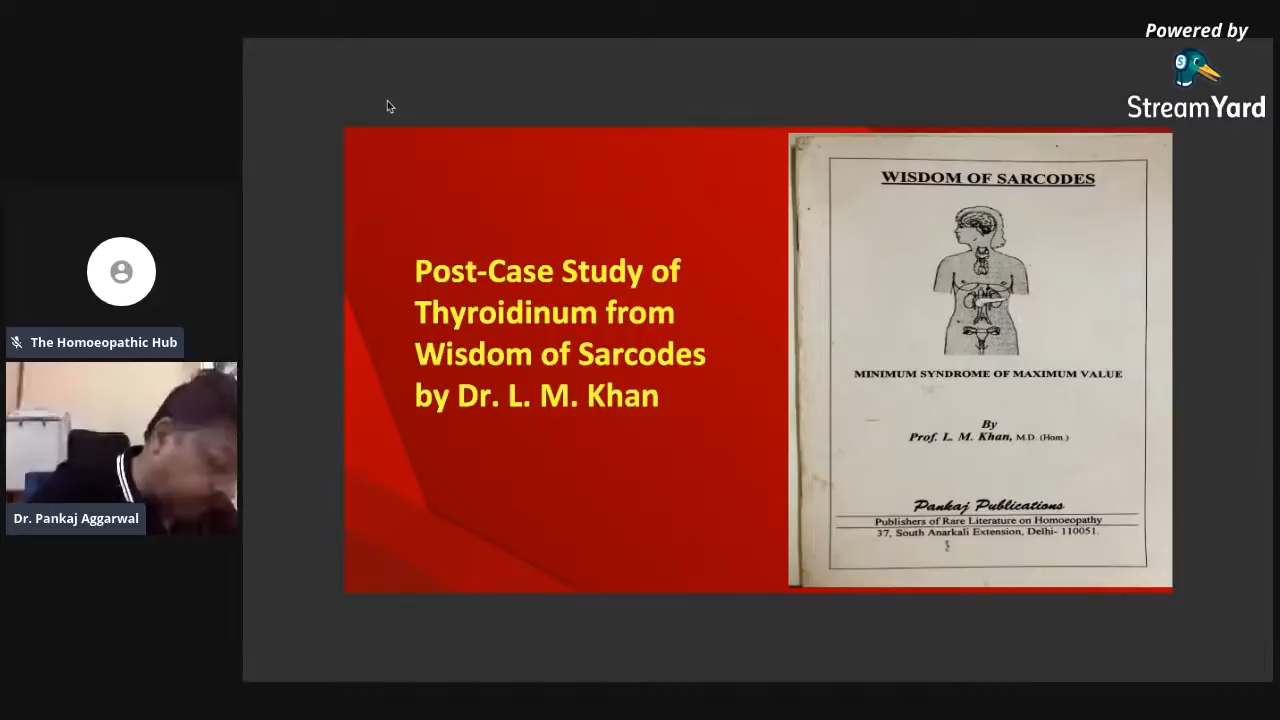 Powered by
StreamYard
The Homoeopathic Hub
Dr. Pankaj Aggarwal
Post-Case Study of
Thyroidinum from
Wisdom of Sarcodes
by Dr. L. M. Khan
WISDOM OF SARCODES
MINIMUM SYNDROME OF MAXIMUM VALUE
By
Prof. L. M. Khan, M.D. (Hom.)
Pankaj Publications
Publishers of Rare Literature on Homoeopathy
37, South Anarkali Extension, Delhi- 110051.